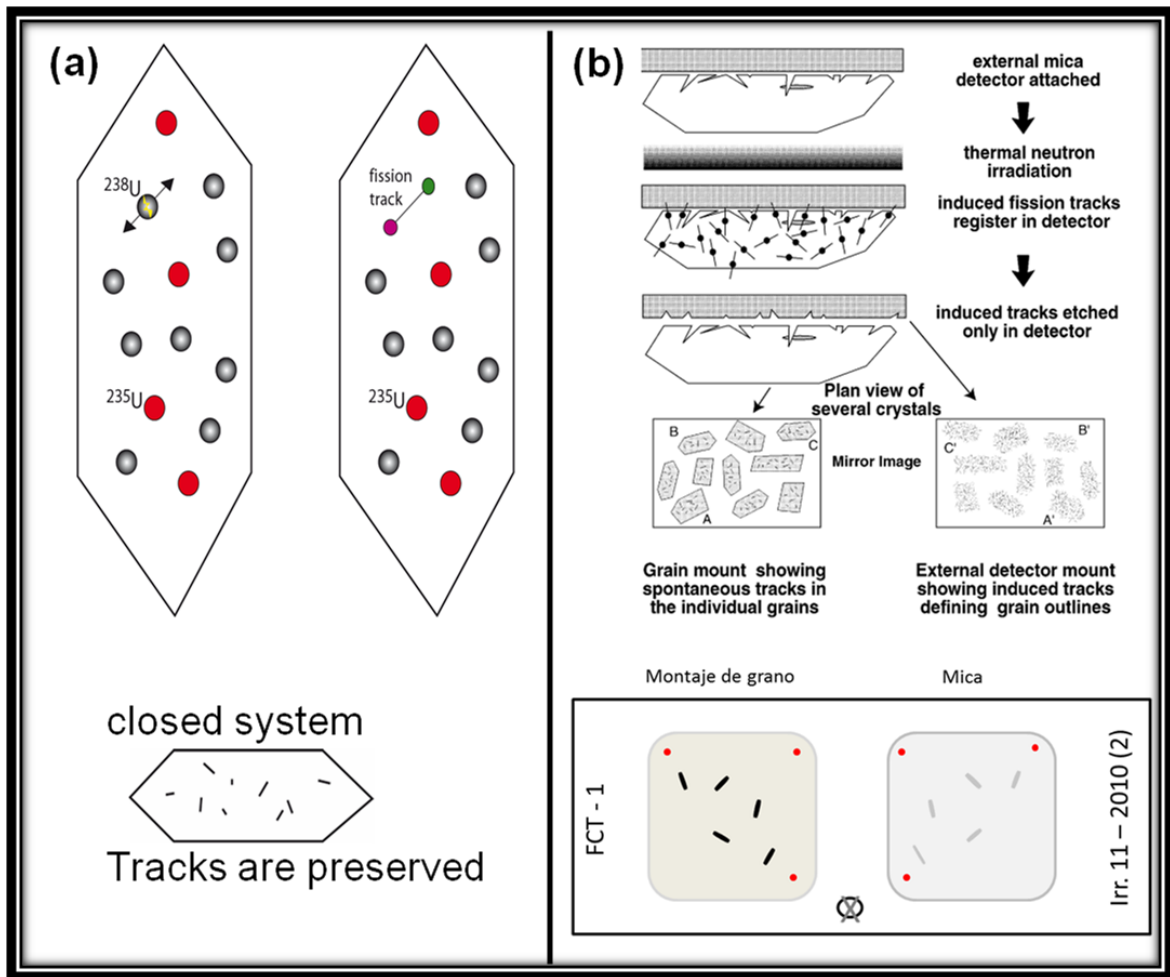 (a)
²³⁸U
fission
track
²³⁵U
²³⁵U
closed system
Tracks are preserved
(b)
external mica
detector attached
thermal neutron
irradiation
induced fission tracks
register in detector
induced tracks etched
only in detector
Plan view of
several crystals
B
C
A
Mirror Image
B'
C'
A'
Grain mount showing
spontaneous tracks in
the individual grains
External detector mount
showing induced tracks
defining grain outlines
Montaje de grano
Mica
FCT - 1
Irr. 11 – 2010 (2)